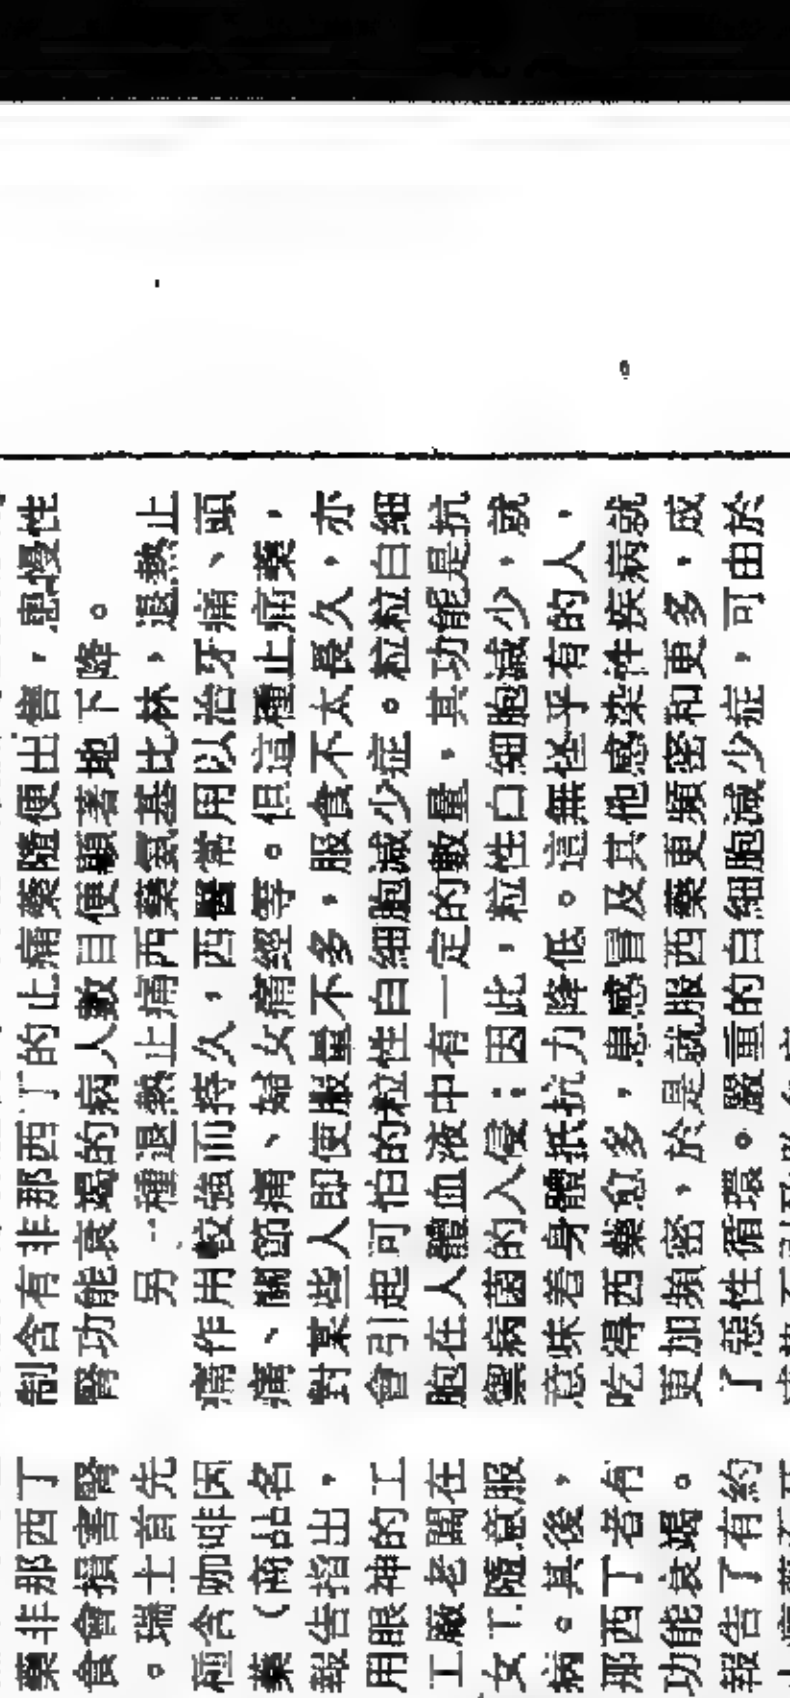 藥非那西丁
食會損害腎
。瑞士首先
種含咖啡因
藥（商品名
報告指出，
用眼神的工
工廠老闆在
女工隨意服
病。其後，
那西丁者有
功能衰竭。
報告了有約
制含有非那西丁的止痛藥隨便出售，患慢性
腎功能衰竭的病人數目便顯著地下降。
另一種退熱止痛西藥氨基比林，退熱止
痛作用較強而持久，西醫常用以治牙痛、頭
痛、關節痛、婦女痛經等。但這種止痛藥，
對某些人即使服量不多，服食不太長久，亦
會引起可怕的粒性白細胞減少症。粒粒白細
胞在人體血液中有一定的數量，其功能是抗
禦病菌的入侵：因此，粒性白細胞減少，就
意味着身體抵抗力降低。這無怪乎有的人，
吃得西藥愈多，患感冒及其他感染性疾病就
更加頻密，於是就服西藥更頻密和更多，成
了惡性循環。嚴重的白細胞減少症，可由於